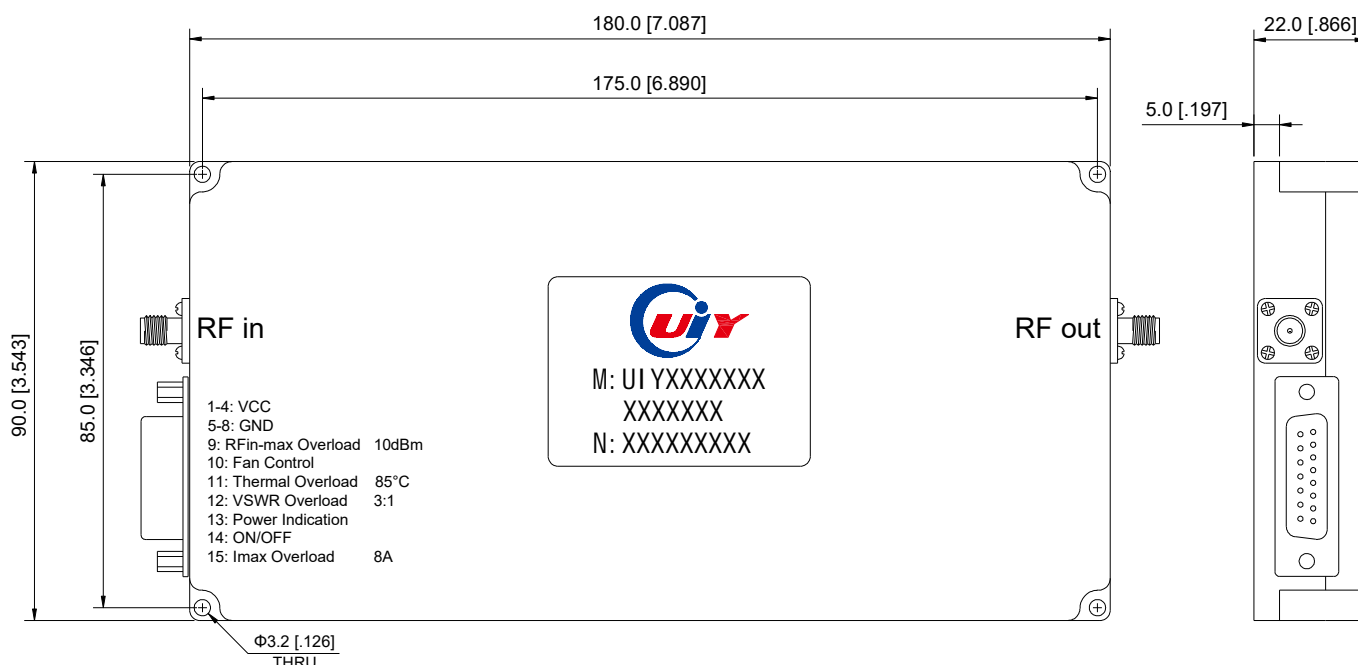 180.0 [7.087]
22.0 [.866]
175.0 [6.890]
5.0 [.197]
90.0 [3.543]
85.0 [3.346]
RF in
RF out
UiY
M: UIYXXXXXXX
XXXXXXX
N: XXXXXXXXX
1-4: VCC
5-8: GND
9: RFin-max Overload 10dBm
10: Fan Control
11: Thermal Overload 85°C
12: VSWR Overload 3:1
13: Power Indication
14: ON/OFF
15: Imax Overload 8A
Φ3.2 [.126]
THRU